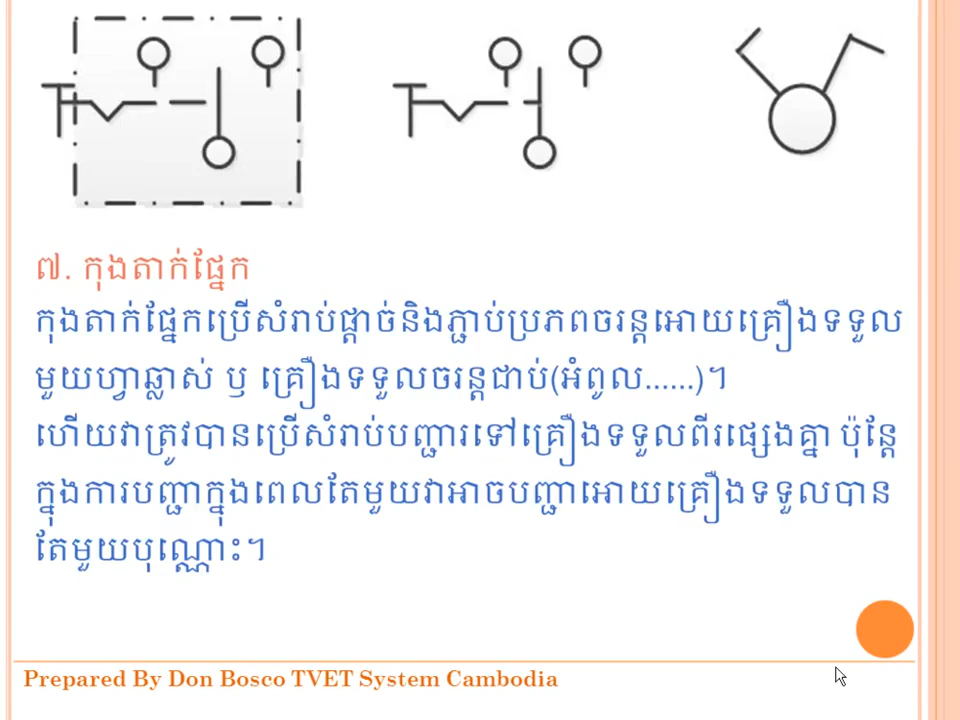 ៧. កុងតាក់ផ្នែក
កុងតាក់ផ្នែកប្រើសំរាប់ផ្តាច់និងភ្ជាប់ប្រភពចរន្តអោយគ្រឿងទទួល
មួយហ្វាឆ្លាស់ ឬ គ្រឿងទទួលចរន្តជាប់(អំពូល......)។
ហើយវាត្រូវបានប្រើសំរាប់បញ្ជារទៅគ្រឿងទទួលពីរផ្សេងគ្នា ប៉ុន្តែ
ក្នុងការបញ្ជាក្នុងពេលតែមួយវាអាចបញ្ជាអោយគ្រឿងទទួលបាន
តែមួយបុណ្ណោះ។
Prepared By Don Bosco TVET System Cambodia